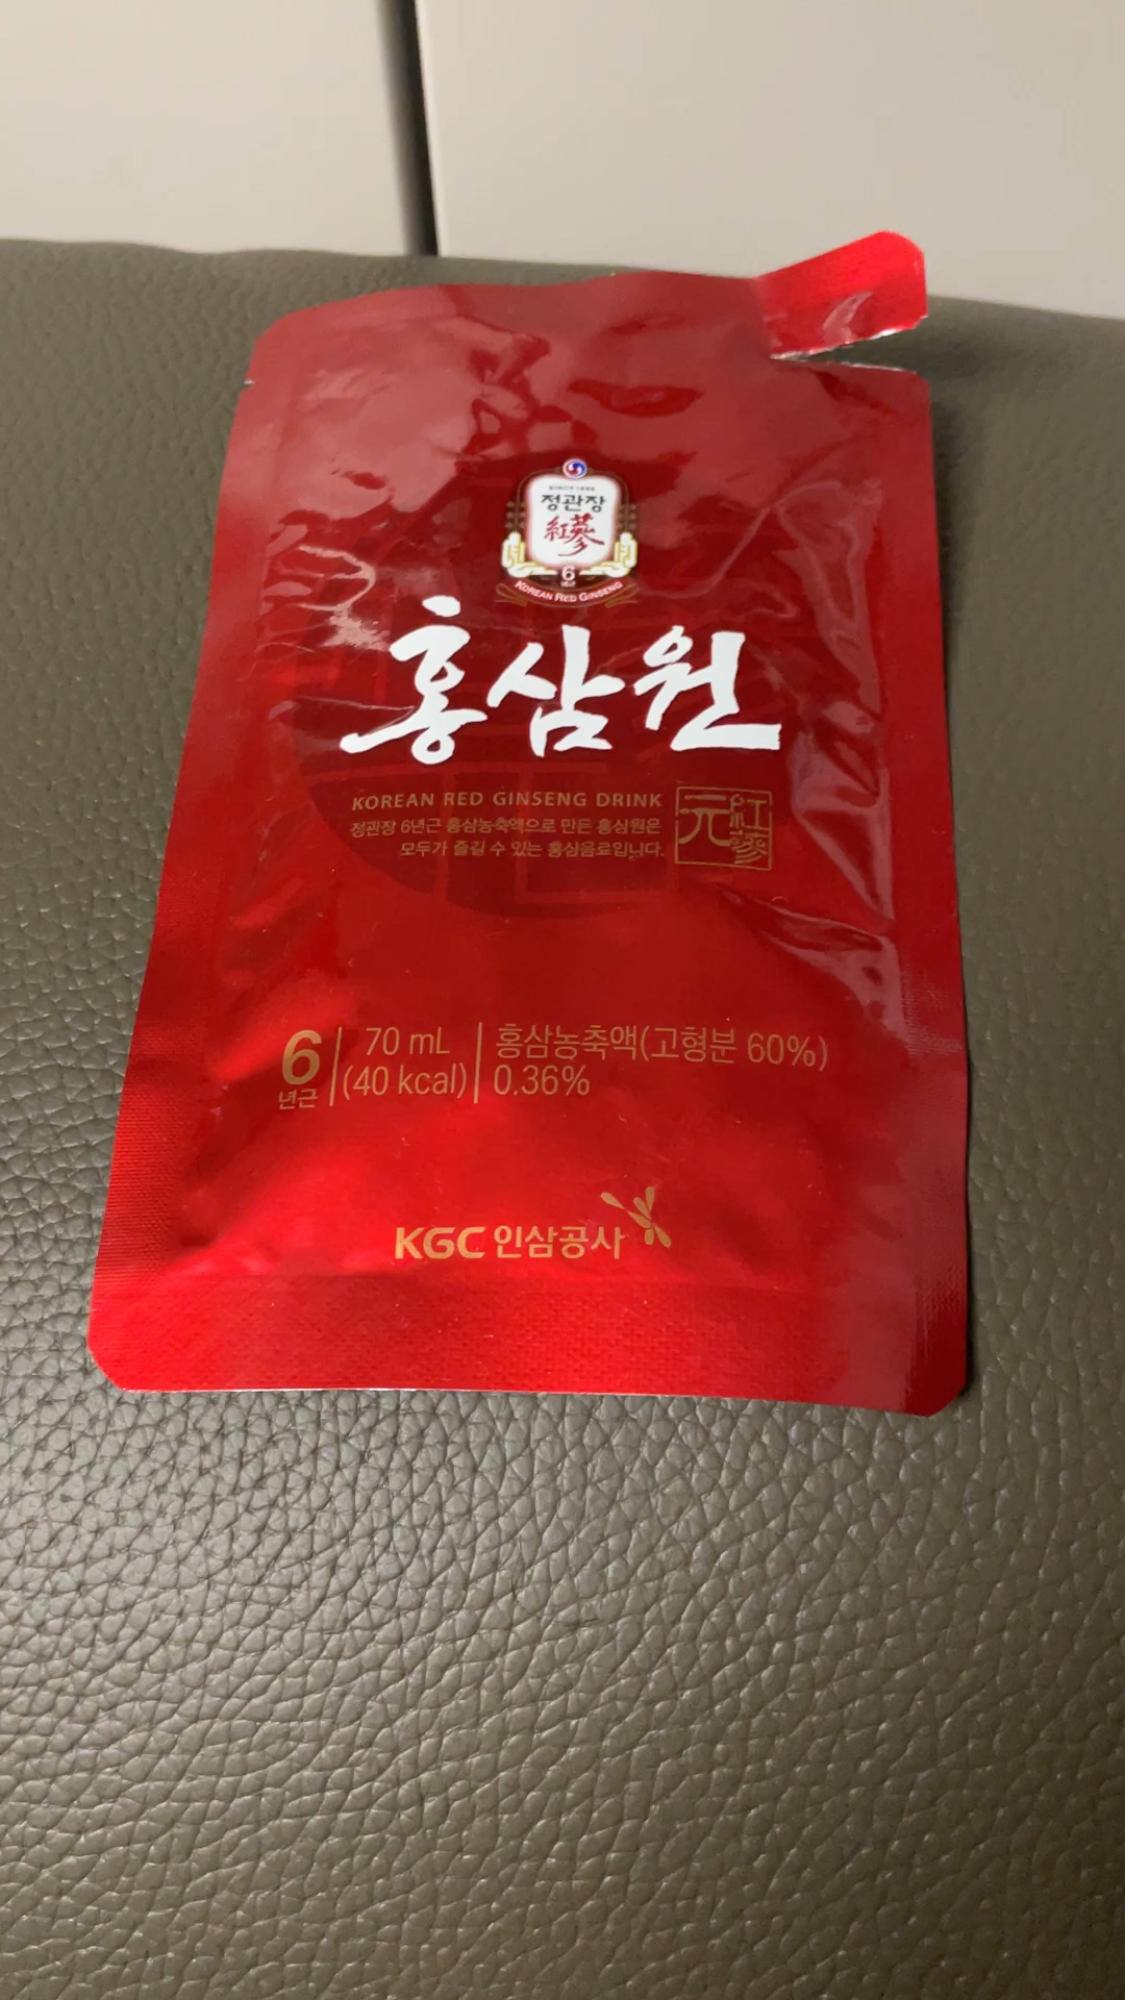 정관장
紅蔘
6
년근
KOREAN RED GINSENG
홍삼원
KOREAN RED GINSENG DRINK
정관장 6년근 홍삼농축액으로 만든 홍삼원은
모두가 즐길 수 있는 홍삼음료입니다.
元 紅蔘
6 년근
70 mL
(40 kcal)
홍삼농축액(고형분 60%)
0.36%
KGC 인삼공사